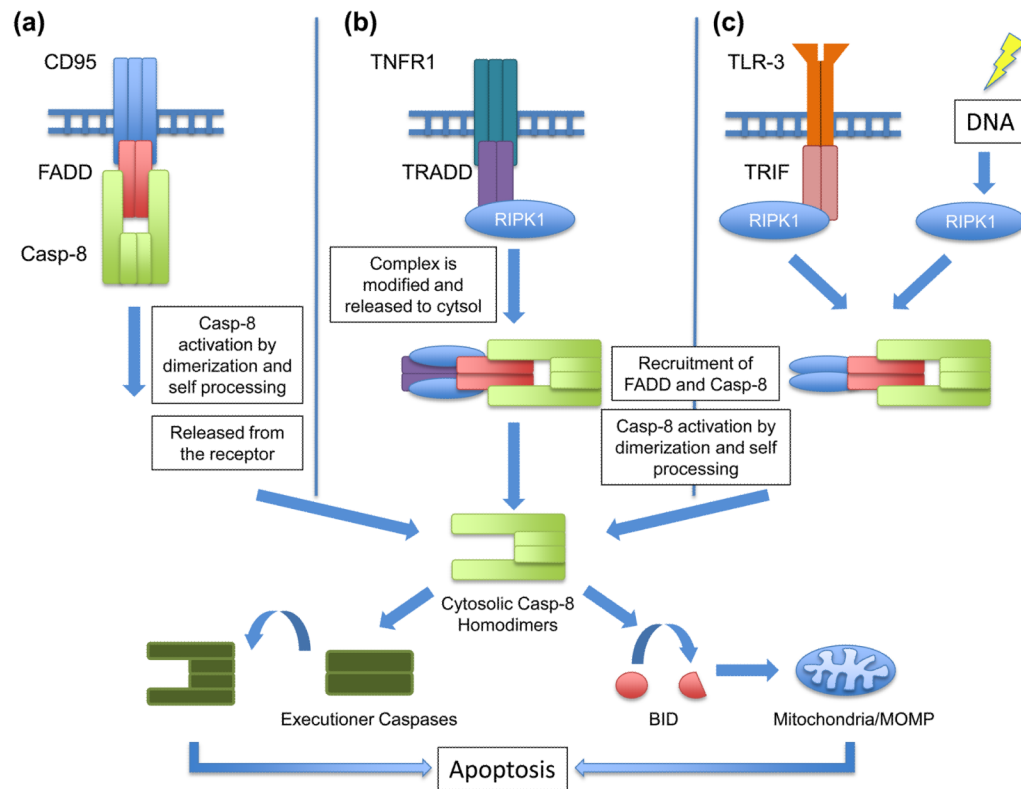 (a)
CD95
FADD
Casp-8
Casp-8
activation by
dimerization and
self processing
Released from
the receptor
(b)
TNFR1
TRADD
RIPK1
Complex is
modified and
released to cytsol
(c)
TLR-3
TRIF
RIPK1
DNA
RIPK1
Recruitment of
FADD and Casp-8
Casp-8 activation by
dimerization and self
processing
Cytosolic Casp-8
Homodimers
Executioner Caspases
BID
Mitochondria/MOMP
Apoptosis